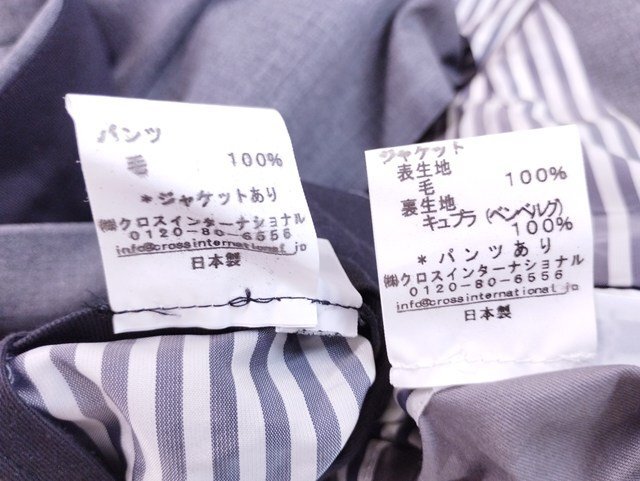 パンツ
毛 100%
*ジャケットあり
㈱クロスインターナショナル
0120-80-6556
info@crossinternational.jp
日本製
ジャケット
表生地
毛 100%
裏生地
キュプラ(ベンベルグ)
100%
*パンツあり
㈱クロスインターナショナル
0120-80-6556
info@crossinternational.jp
日本製